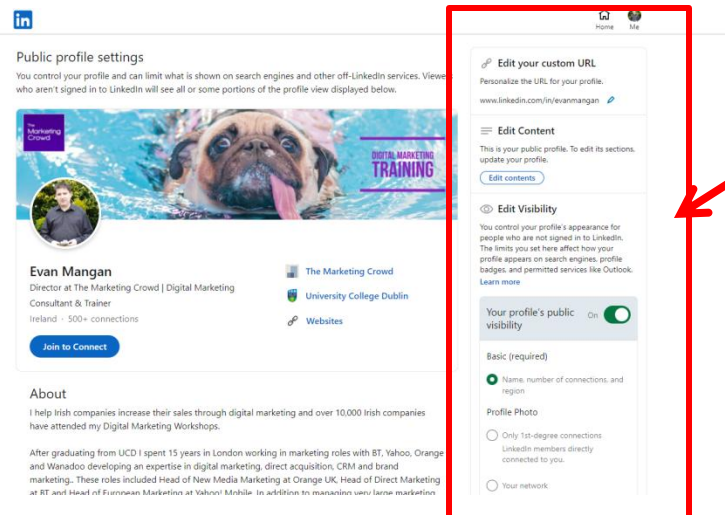 in
Home Me
Public profile settings
You control your profile and can limit what is shown on search engines and other off-LinkedIn services. Viewe
who aren't signed in to LinkedIn will see all or some portions of the profile view displayed below.
The
Marketing
Crowd
DIGITAL MARKETING
TRAINING
Evan Mangan
Director at The Marketing Crowd | Digital Marketing
Consultant & Trainer
Ireland · 500+ connections
Join to Connect
The Marketing Crowd
University College Dublin
Websites
About
I help Irish companies increase their sales through digital marketing and over 10,000 Irish companies
have attended my Digital Marketing Workshops.
After graduating from UCD I spent 15 years in London working in marketing roles with BT, Yahoo, Orange
and Wanadoo developing an expertise in digital marketing, direct acquisition, CRM and brand
marketing.. These roles included Head of New Media Marketing at Orange UK, Head of Direct Marketing
at BT and Head of European Marketing at Yahoo! Mobile. In addition to managing very large marketing
Edit your custom URL
Personalize the URL for your profile.
www.linkedin.com/in/evanmangan
Edit Content
This is your public profile. To edit its sections,
update your profile.
Edit contents
Edit Visibility
You control your profile's appearance for
people who are not signed in to LinkedIn.
The limits you set here affect how your
profile appears on search engines, profile
badges, and permitted services like Outlook.
Learn more
Your profile's public
visibility
On
Basic (required)
Name, number of connections, and
region
Profile Photo
Only 1st-degree connections
LinkedIn members directly
connected to you.
Your network